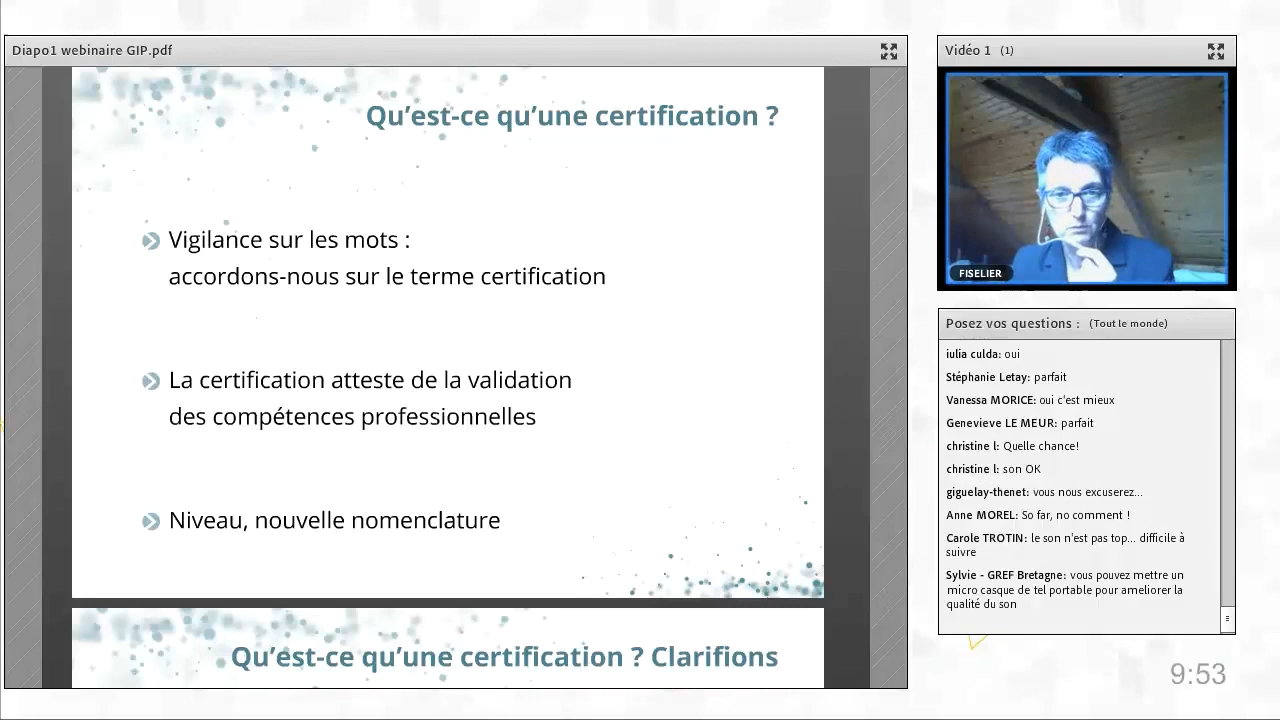 Diapo1 webinaire GIP.pdf
Qu'est-ce qu'une certification ?
Vigilance sur les mots :
accordons-nous sur le terme certification
La certification atteste de la validation
des compétences professionnelles
Niveau, nouvelle nomenclature
Qu'est-ce qu'une certification ? Clarifions
Vidéo 1 (1)
FISELIER
Posez vos questions : (Tout le monde)
iulia culda: oui
Stéphanie Letay: parfait
Vanessa MORICE: oui c'est mieux
Genevieve LE MEUR: parfait
christine l: Quelle chance!
christine l: son OK
giguelay-thenet: vous nous excuserez...
Anne MOREL: So far, no comment !
Carole TROTIN: le son n'est pas top... difficile à
suivre
Sylvie - GREF Bretagne: vous pouvez mettre un
micro casque de tel portable pour ameliorer la
qualité du son
9:53